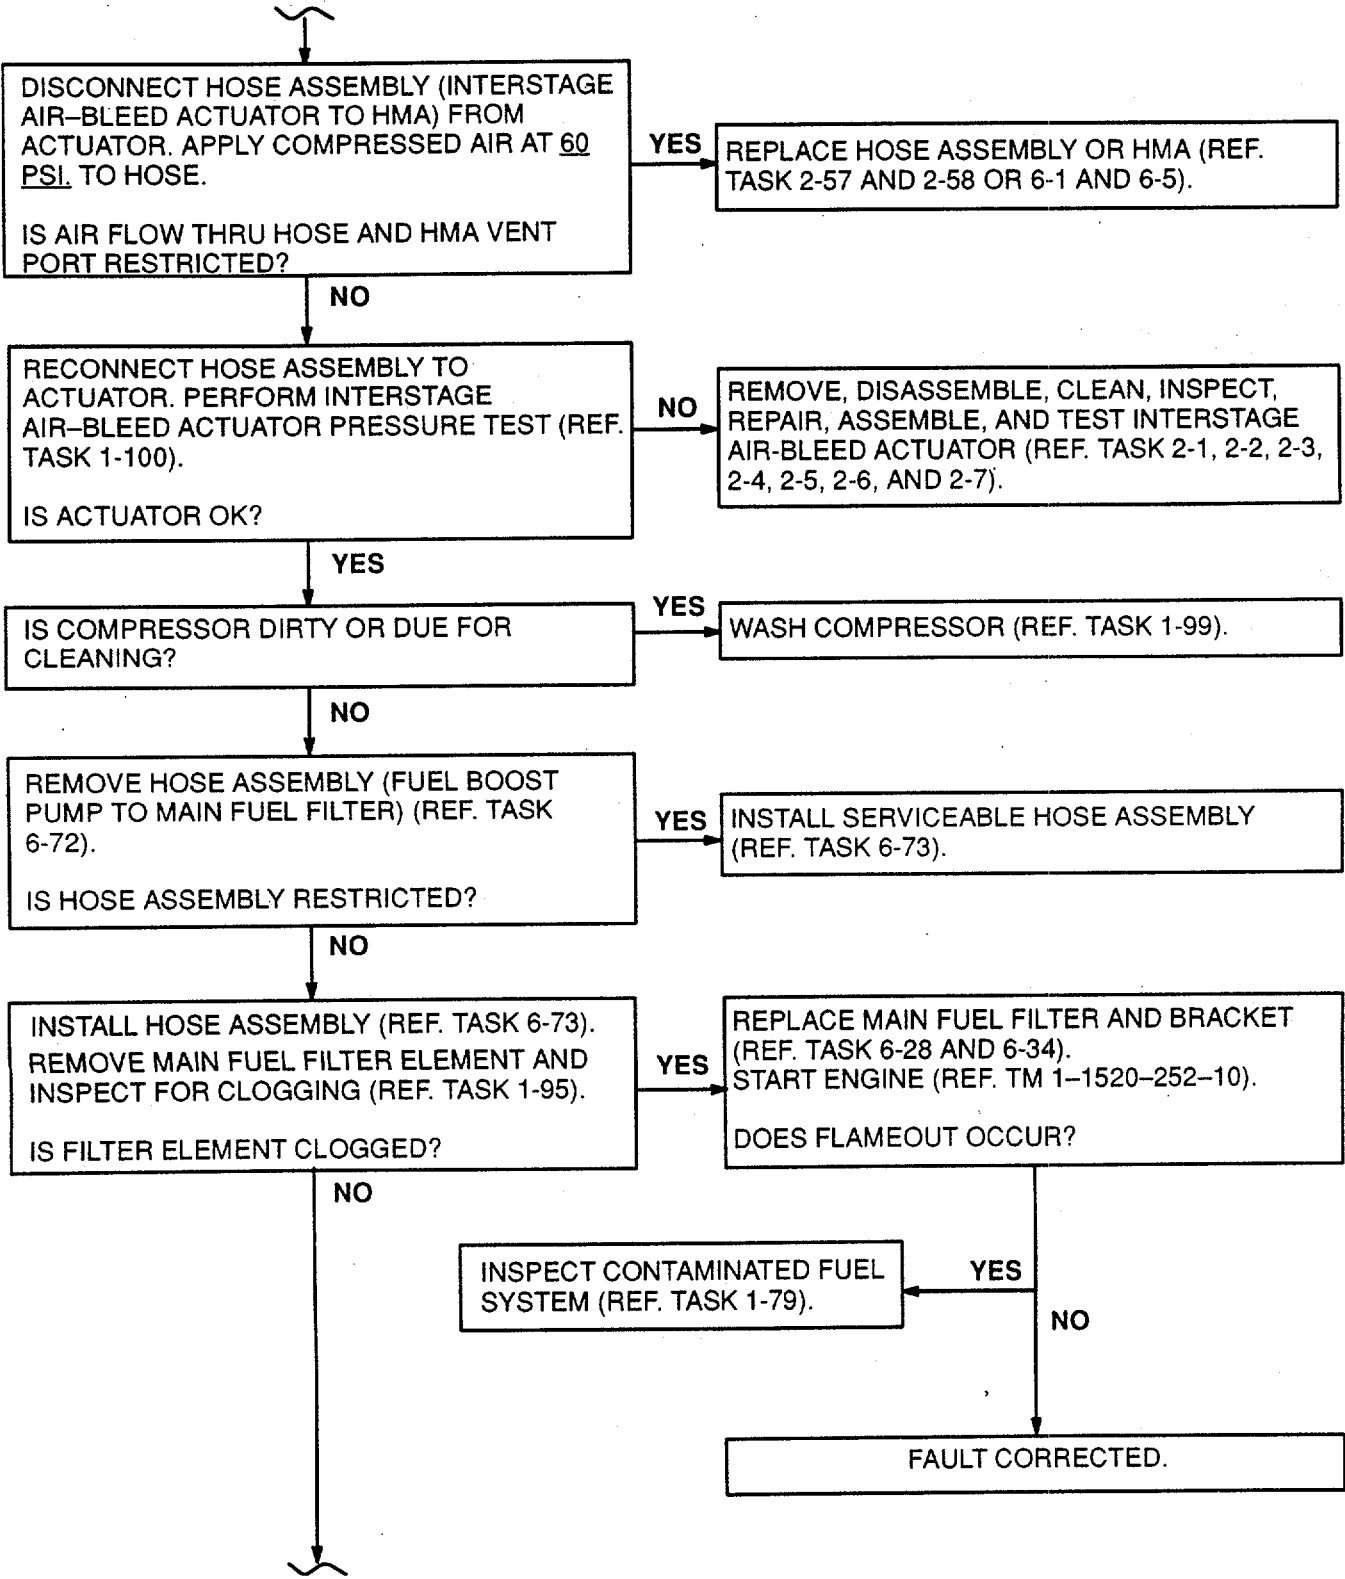 DISCONNECT HOSE ASSEMBLY (INTERSTAGE
AIR–BLEED ACTUATOR TO HMA) FROM
ACTUATOR. APPLY COMPRESSED AIR AT 60
PSI. TO HOSE.
IS AIR FLOW THRU HOSE AND HMA VENT
PORT RESTRICTED?
YES
REPLACE HOSE ASSEMBLY OR HMA (REF.
TASK 2-57 AND 2-58 OR 6-1 AND 6-5).
NO
RECONNECT HOSE ASSEMBLY TO
ACTUATOR. PERFORM INTERSTAGE
AIR–BLEED ACTUATOR PRESSURE TEST (REF.
TASK 1-100).
IS ACTUATOR OK?
NO
REMOVE, DISASSEMBLE, CLEAN, INSPECT,
REPAIR, ASSEMBLE, AND TEST INTERSTAGE
AIR-BLEED ACTUATOR (REF. TASK 2-1, 2-2, 2-3,
2-4, 2-5, 2-6, AND 2-7).
YES
IS COMPRESSOR DIRTY OR DUE FOR
CLEANING?
YES
WASH COMPRESSOR (REF. TASK 1-99).
NO
REMOVE HOSE ASSEMBLY (FUEL BOOST
PUMP TO MAIN FUEL FILTER) (REF. TASK
6-72).
IS HOSE ASSEMBLY RESTRICTED?
YES
INSTALL SERVICEABLE HOSE ASSEMBLY
(REF. TASK 6-73).
NO
INSTALL HOSE ASSEMBLY (REF. TASK 6-73).
REMOVE MAIN FUEL FILTER ELEMENT AND
INSPECT FOR CLOGGING (REF. TASK 1-95).
IS FILTER ELEMENT CLOGGED?
YES
REPLACE MAIN FUEL FILTER AND BRACKET
(REF. TASK 6-28 AND 6-34).
START ENGINE (REF. TM 1–1520–252–10).
DOES FLAMEOUT OCCUR?
NO
YES
INSPECT CONTAMINATED FUEL
SYSTEM (REF. TASK 1-79).
NO
FAULT CORRECTED.